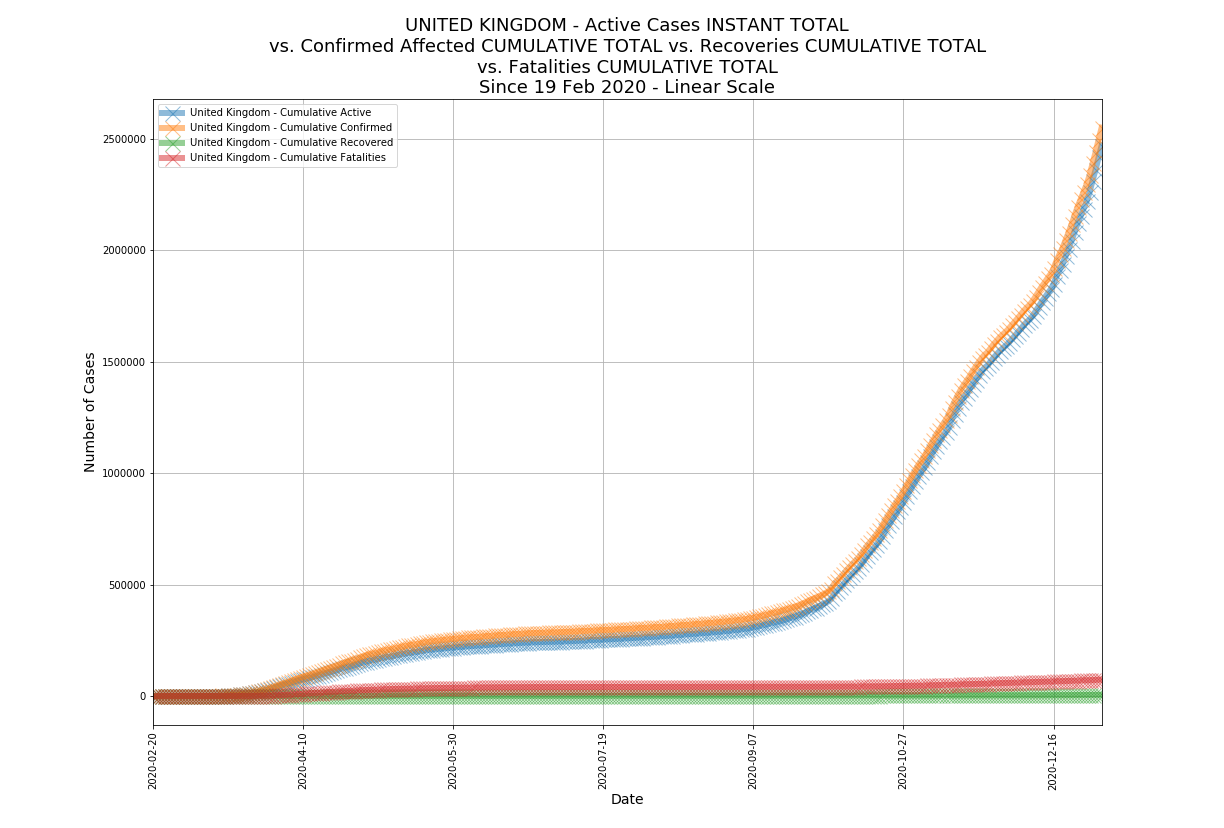 UNITED KINGDOM - Active Cases INSTANT TOTAL
vs. Confirmed Affected CUMULATIVE TOTAL vs. Recoveries CUMULATIVE TOTAL
vs. Fatalities CUMULATIVE TOTAL
Since 19 Feb 2020 - Linear Scale
United Kingdom - Cumulative Active
United Kingdom - Cumulative Confirmed
United Kingdom - Cumulative Recovered
United Kingdom - Cumulative Fatalities
Number of Cases
2500000
2000000
1500000
1000000
500000
0
2020-02-20
2020-04-10
2020-05-30
2020-07-19
2020-09-07
2020-10-27
2020-12-16
Date